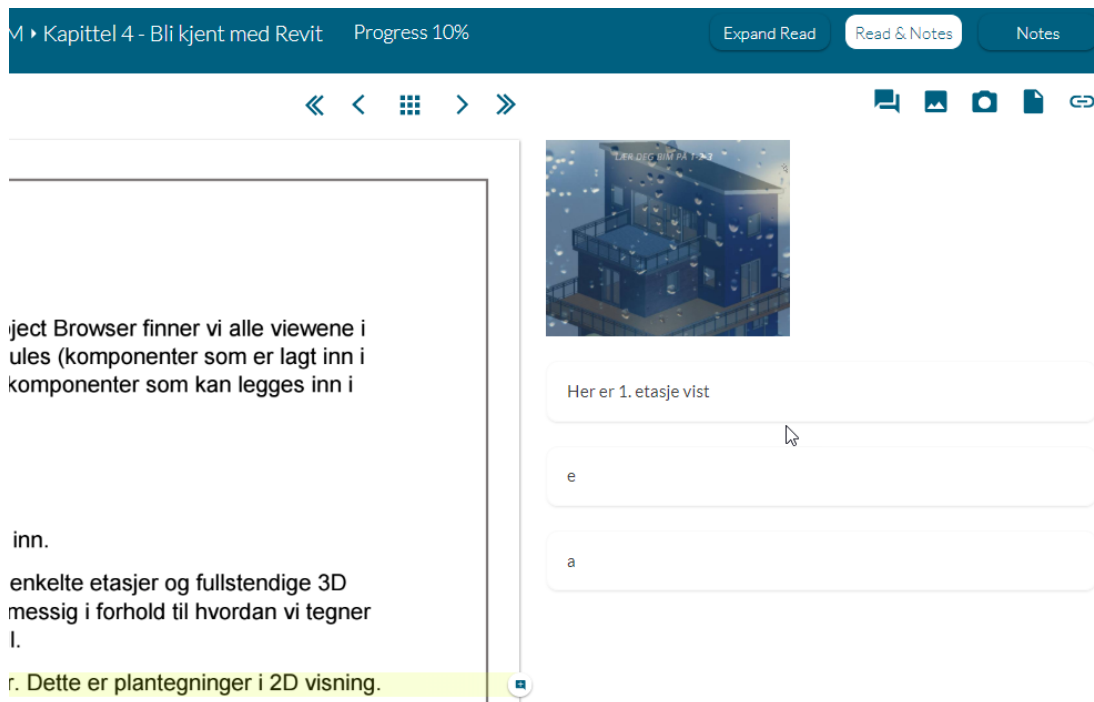 M ‣ Kapittel 4 - Bli kjent med Revit Progress 10% Expand Read Read & Notes Notes
ject Browser finner vi alle viewene i
ules (komponenter som er lagt inn i
komponenter som kan legges inn i
inn.
enkelte etasjer og fullstendige 3D
messig i forhold til hvordan vi tegner
l.
r. Dette er plantegninger i 2D visning.
LÆR DEG BIM PÅ 1-2-3
Her er 1. etasje vist
e
a